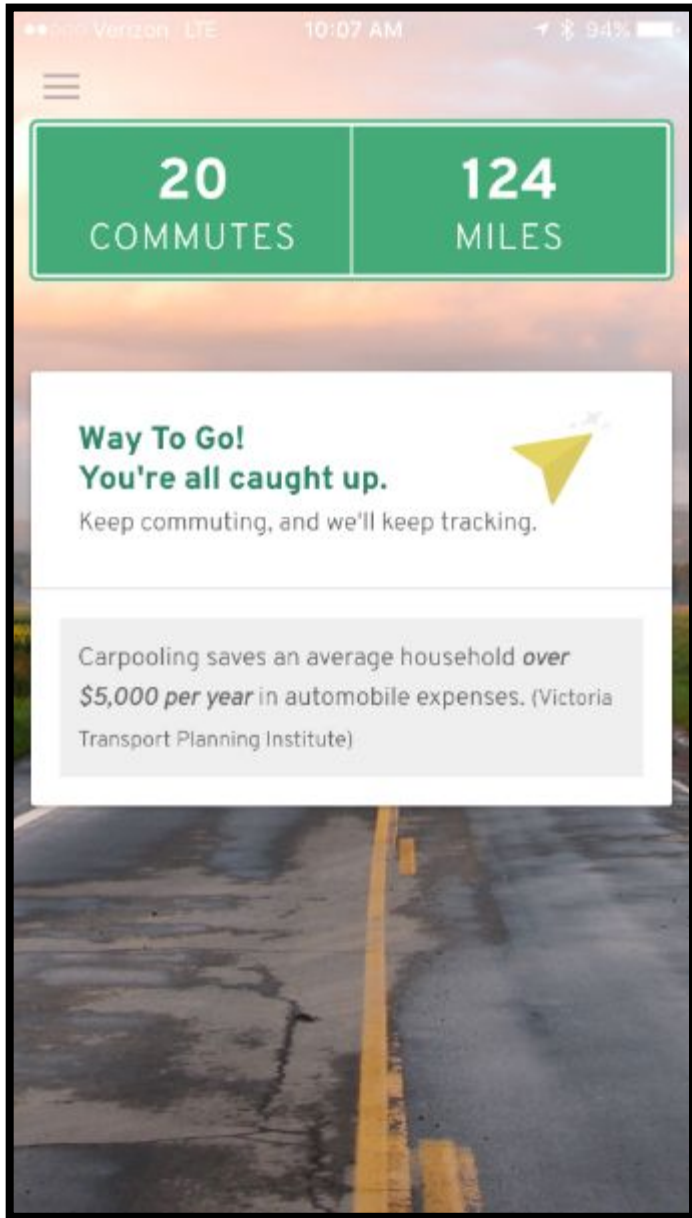 Verizon LTE 10:07 AM 94%
20 124
COMMUTES MILES
Way To Go!
You're all caught up.
Keep commuting, and we'll keep tracking.
Carpooling saves an average household over
$5,000 per year in automobile expenses. (Victoria
Transport Planning Institute)